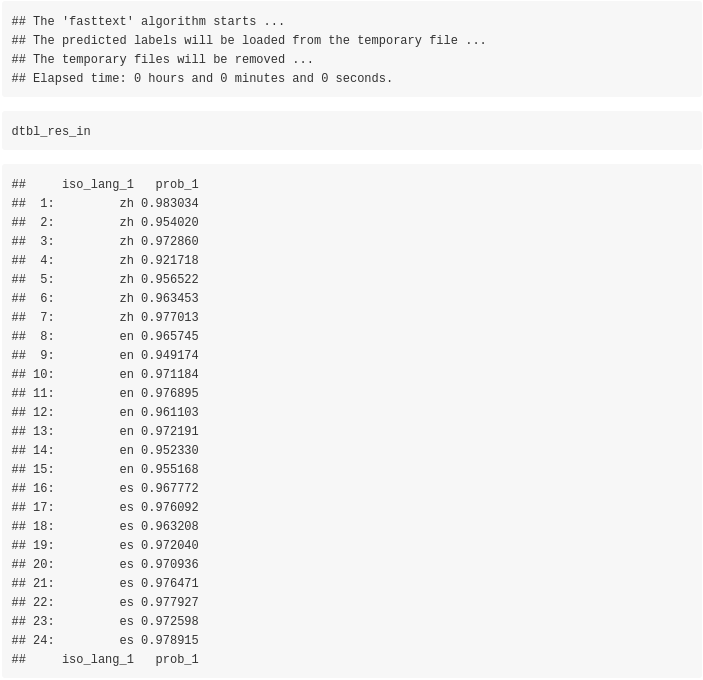 ## The 'fasttext' algorithm starts ...
## The predicted labels will be loaded from the temporary file ...
## The temporary files will be removed ...
## Elapsed time: 0 hours and 0 minutes and 0 seconds.
dtbl_res_in
##     iso_lang_1   prob_1
##  1:         zh 0.983034
##  2:         zh 0.954020
##  3:         zh 0.972860
##  4:         zh 0.921718
##  5:         zh 0.956522
##  6:         zh 0.963453
##  7:         zh 0.977013
##  8:         en 0.965745
##  9:         en 0.949174
## 10:         en 0.971184
## 11:         en 0.976895
## 12:         en 0.961103
## 13:         en 0.972191
## 14:         en 0.952330
## 15:         en 0.955168
## 16:         es 0.967772
## 17:         es 0.976092
## 18:         es 0.963208
## 19:         es 0.972040
## 20:         es 0.970936
## 21:         es 0.976471
## 22:         es 0.977927
## 23:         es 0.972598
## 24:         es 0.978915
##     iso_lang_1   prob_1